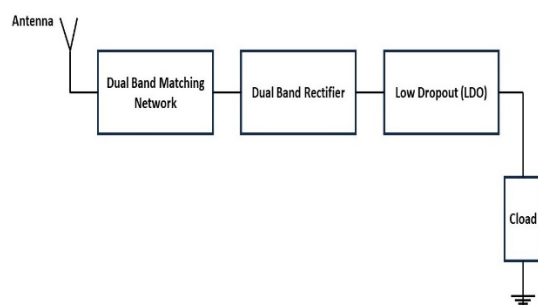 Antenna
Dual Band Matching
Network
Dual Band Rectifier
Low Dropout (LDO)
Cload